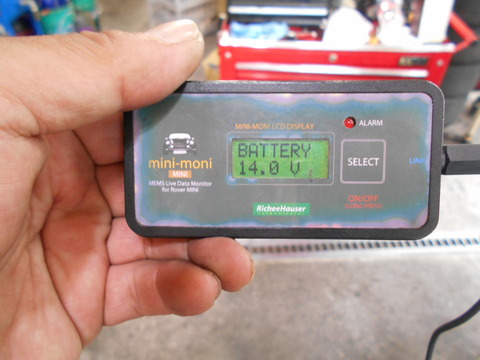 MINI-MONI LCD DISPLAY
ALARM
BATTERY
14.0 V
SELECT
mini-moni
MINI
MEMS Live Data Monitor
for Rover MINI
RicheeHauser
ON/OFF